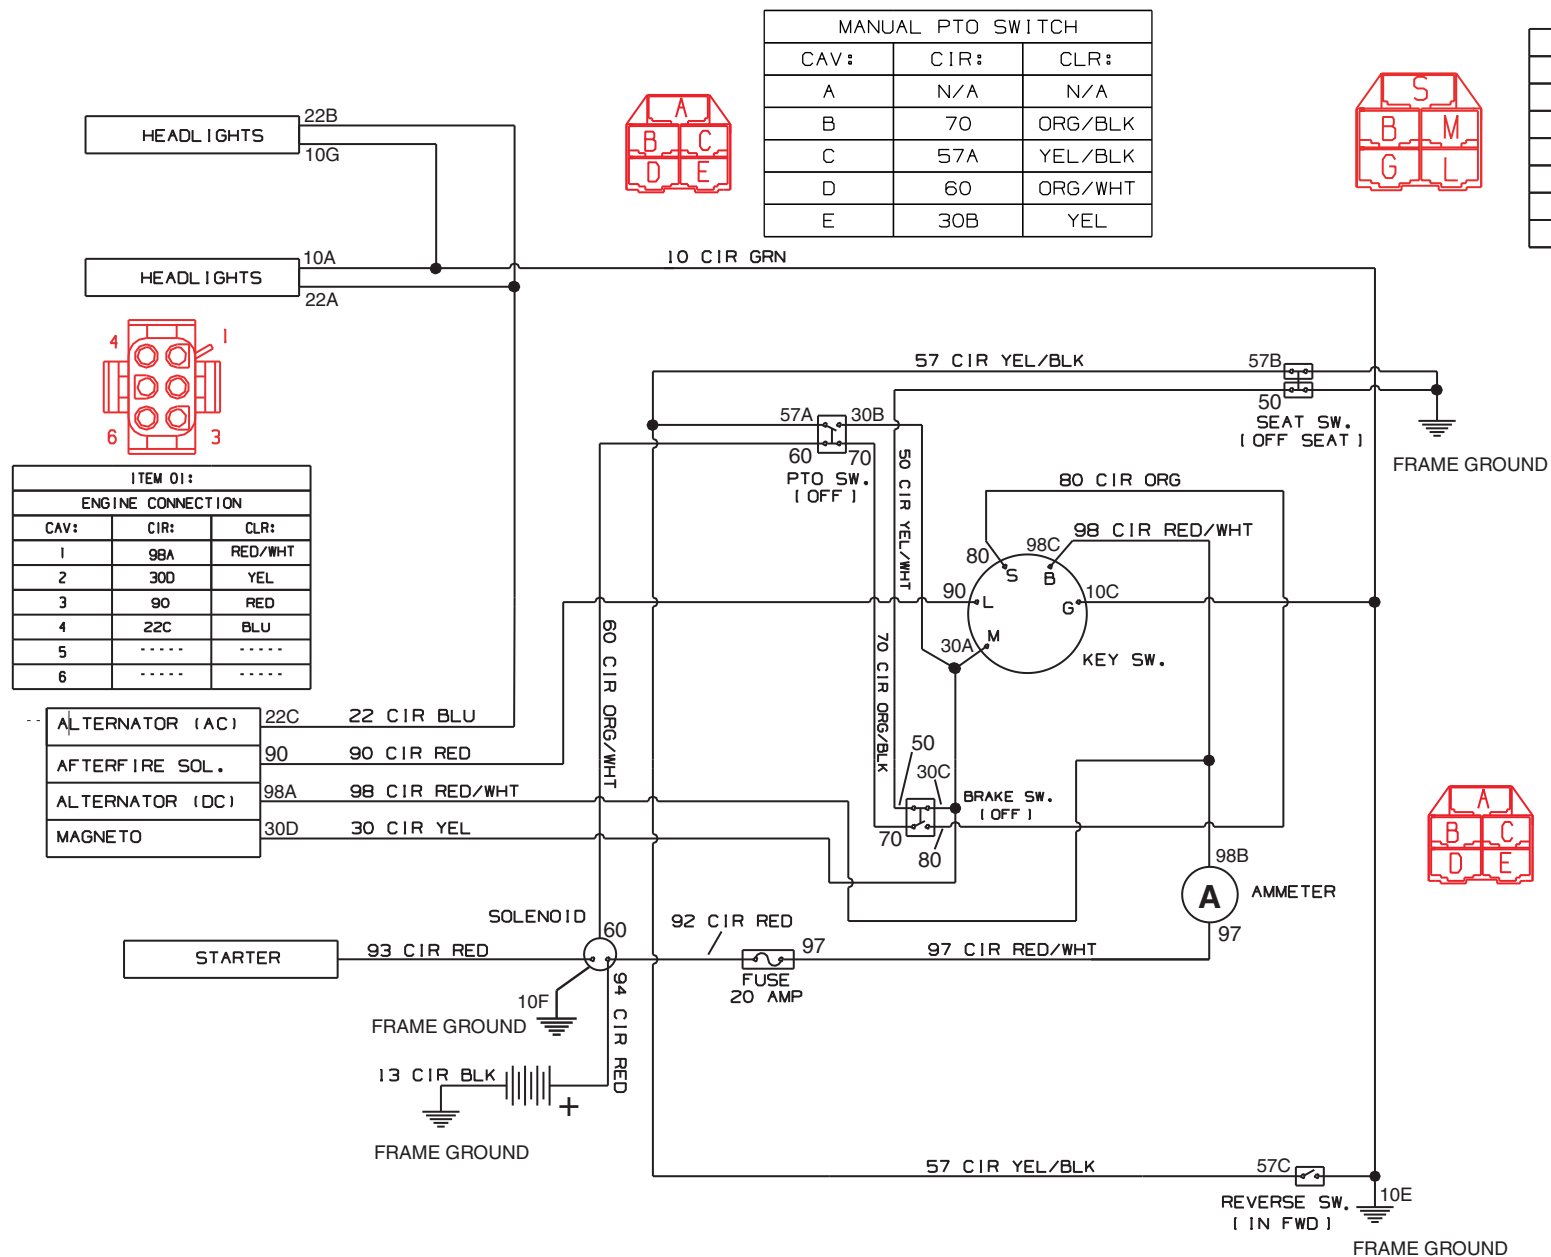 MANUAL PTO SWITCH
CAV: CIR: CLR:
A N/A N/A
B 70 ORG/BLK
C 57A YEL/BLK
D 60 ORG/WHT
E 30B YEL
A
B C
D E
S
B M
G L
HEADLIGHTS
22B
10G
HEADLIGHTS
10A
22A
10 CIR GRN
4 1
6 3
ITEM 01:
ENGINE CONNECTION
CAV: CIR: CLR:
1 98A RED/WHT
2 30D YEL
3 90 RED
4 22C BLU
5 ----- -----
6 ----- -----
57 CIR YEL/BLK
57B
50
SEAT SW.
(OFF SEAT)
FRAME GROUND
57A 30B
60 70
PTO SW.
(OFF)
50 CIR YEL/WHT
80 CIR ORG
98 CIR RED/WHT
80 98C
S B
90 L
G 10C
30A M
KEY SW.
60 CIR ORG/WHT
70 CIR ORG/BLK
ALTERNATOR (AC) 22C 22 CIR BLU
AFTERFIRE SOL. 90 90 CIR RED
ALTERNATOR (DC) 98A 98 CIR RED/WHT
MAGNETO 30D 30 CIR YEL
50
30C
BRAKE SW.
(OFF)
70
80
A
B C
D E
98B
A AMMETER
97
SOLENOID
60
92 CIR RED
STARTER
93 CIR RED
97
97 CIR RED/WHT
FUSE
20 AMP
10F
FRAME GROUND
94 CIR RED
13 CIR BLK
+
FRAME GROUND
57 CIR YEL/BLK
57C
REVERSE SW.
(IN FWD)
10E
FRAME GROUND